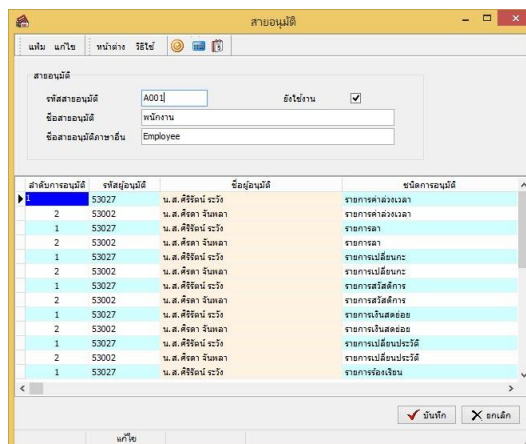 สายอนุมัติ
แฟ้ม แก้ไข หน้าต่าง วิธีใช้
สายอนุมัติ
รหัสสายอนุมัติ A001 ยังใช้งาน
ชื่อสายอนุมัติ พนักงาน
ชื่อสายอนุมัติภาษาอื่น Employee
ลำดับการอนุมัติ รหัสผู้อนุมัติ ชื่อผู้อนุมัติ ชนิดการอนุมัติ
1 53027 น.ส.ศิริรัตน์ ระวัง รายการค่าล่วงเวลา
2 53002 น.ส.ศิรดา จันทลา รายการค่าล่วงเวลา
1 53027 น.ส.ศิริรัตน์ ระวัง รายการลา
2 53002 น.ส.ศิรดา จันทลา รายการลา
1 53027 น.ส.ศิริรัตน์ ระวัง รายการเปลี่ยนกะ
2 53002 น.ส.ศิรดา จันทลา รายการเปลี่ยนกะ
1 53027 น.ส.ศิริรัตน์ ระวัง รายการสวัสดิการ
2 53002 น.ส.ศิรดา จันทลา รายการสวัสดิการ
1 53027 น.ส.ศิริรัตน์ ระวัง รายการเงินสดย่อย
2 53002 น.ส.ศิรดา จันทลา รายการเงินสดย่อย
1 53027 น.ส.ศิริรัตน์ ระวัง รายการเปลี่ยนประวัติ
2 53002 น.ส.ศิรดา จันทลา รายการเปลี่ยนประวัติ
1 53027 น.ส.ศิริรัตน์ ระวัง รายการร้องเรียน
บันทึก ยกเลิก
แก้ไข